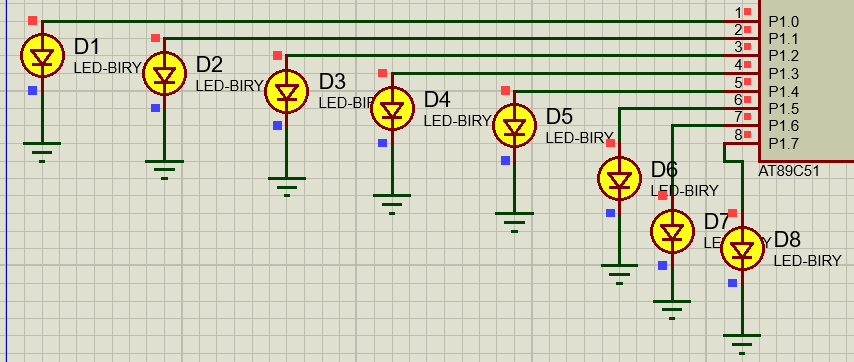 1
P1.0
2
P1.1
3
P1.2
4
P1.3
5
P1.4
6
P1.5
7
P1.6
8
P1.7
AT89C51
D1
LED-BIRY
D2
LED-BIRY
D3
D4
LED-BIRY
D5
LED-BIRY
D6
LED-BIRY
D7
D8
LED-BIRY